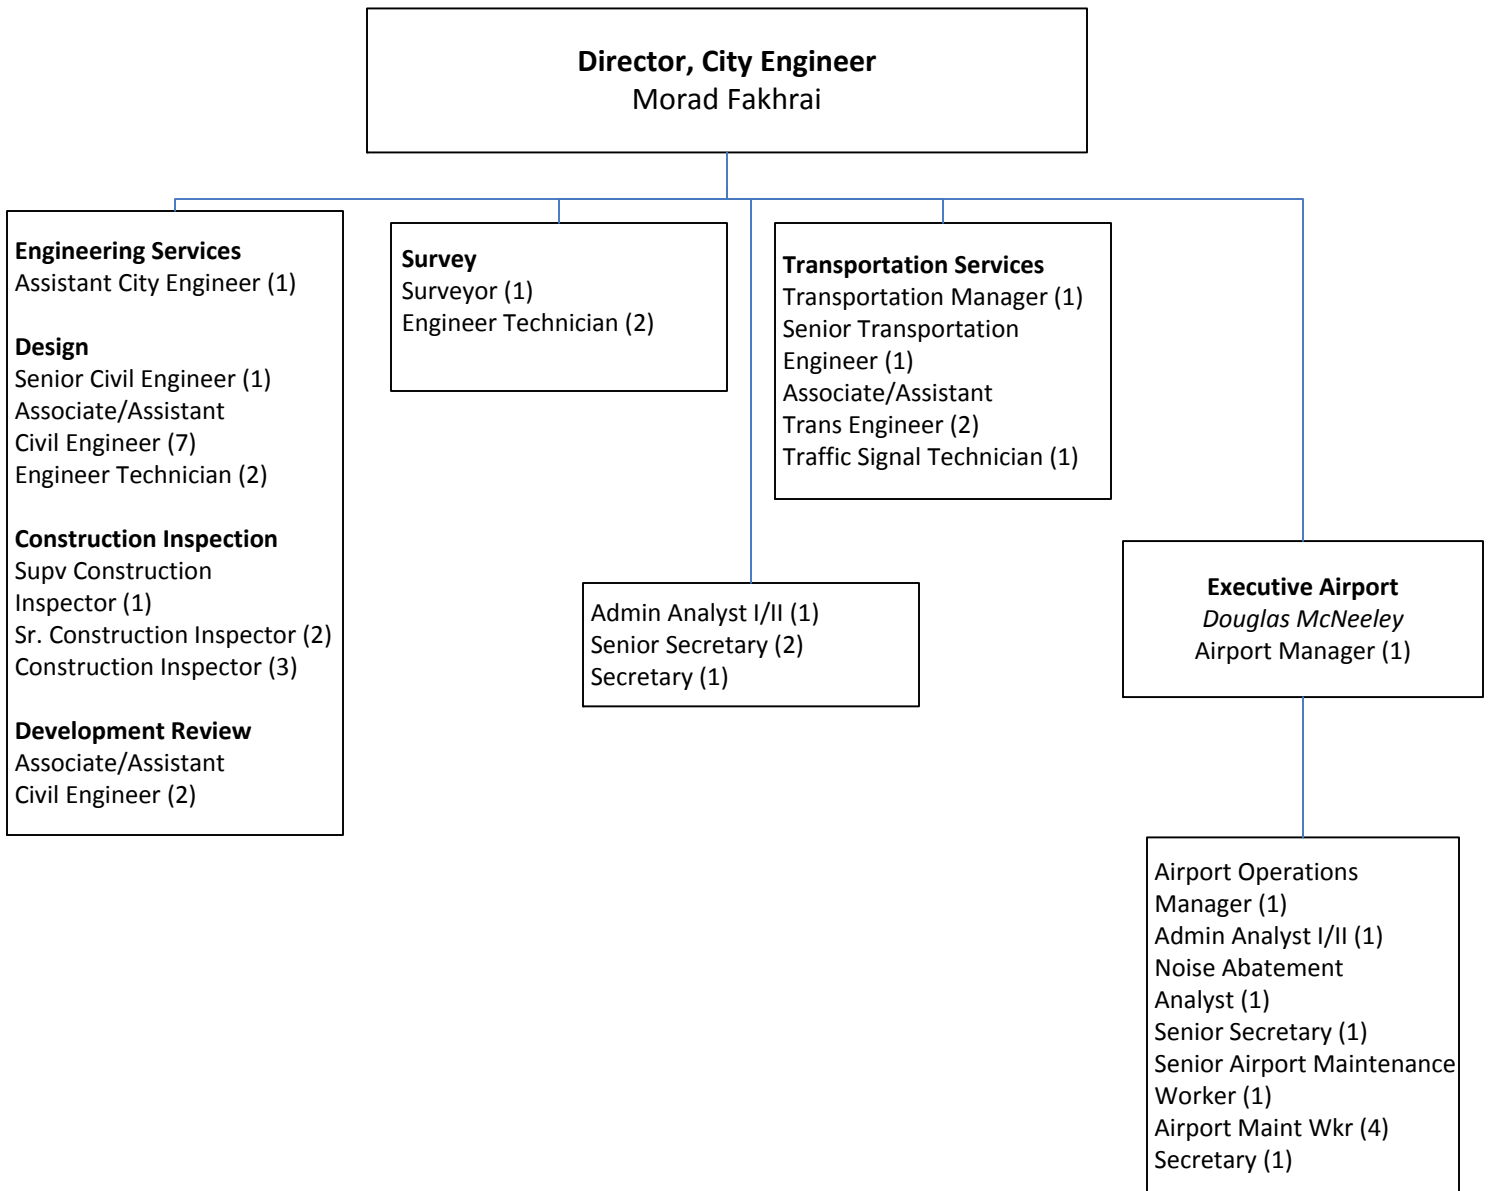 Director, City Engineer
Morad Fakhrai
Engineering Services
Assistant City Engineer (1)
Design
Senior Civil Engineer (1)
Associate/Assistant
Civil Engineer (7)
Engineer Technician (2)
Construction Inspection
Supv Construction
Inspector (1)
Sr. Construction Inspector (2)
Construction Inspector (3)
Development Review
Associate/Assistant
Civil Engineer (2)
Survey
Surveyor (1)
Engineer Technician (2)
Transportation Services
Transportation Manager (1)
Senior Transportation
Engineer (1)
Associate/Assistant
Trans Engineer (2)
Traffic Signal Technician (1)
Admin Analyst I/II (1)
Senior Secretary (2)
Secretary (1)
Executive Airport
Douglas McNeeley
Airport Manager (1)
Airport Operations
Manager (1)
Admin Analyst I/II (1)
Noise Abatement
Analyst (1)
Senior Secretary (1)
Senior Airport Maintenance
Worker (1)
Airport Maint Wkr (4)
Secretary (1)